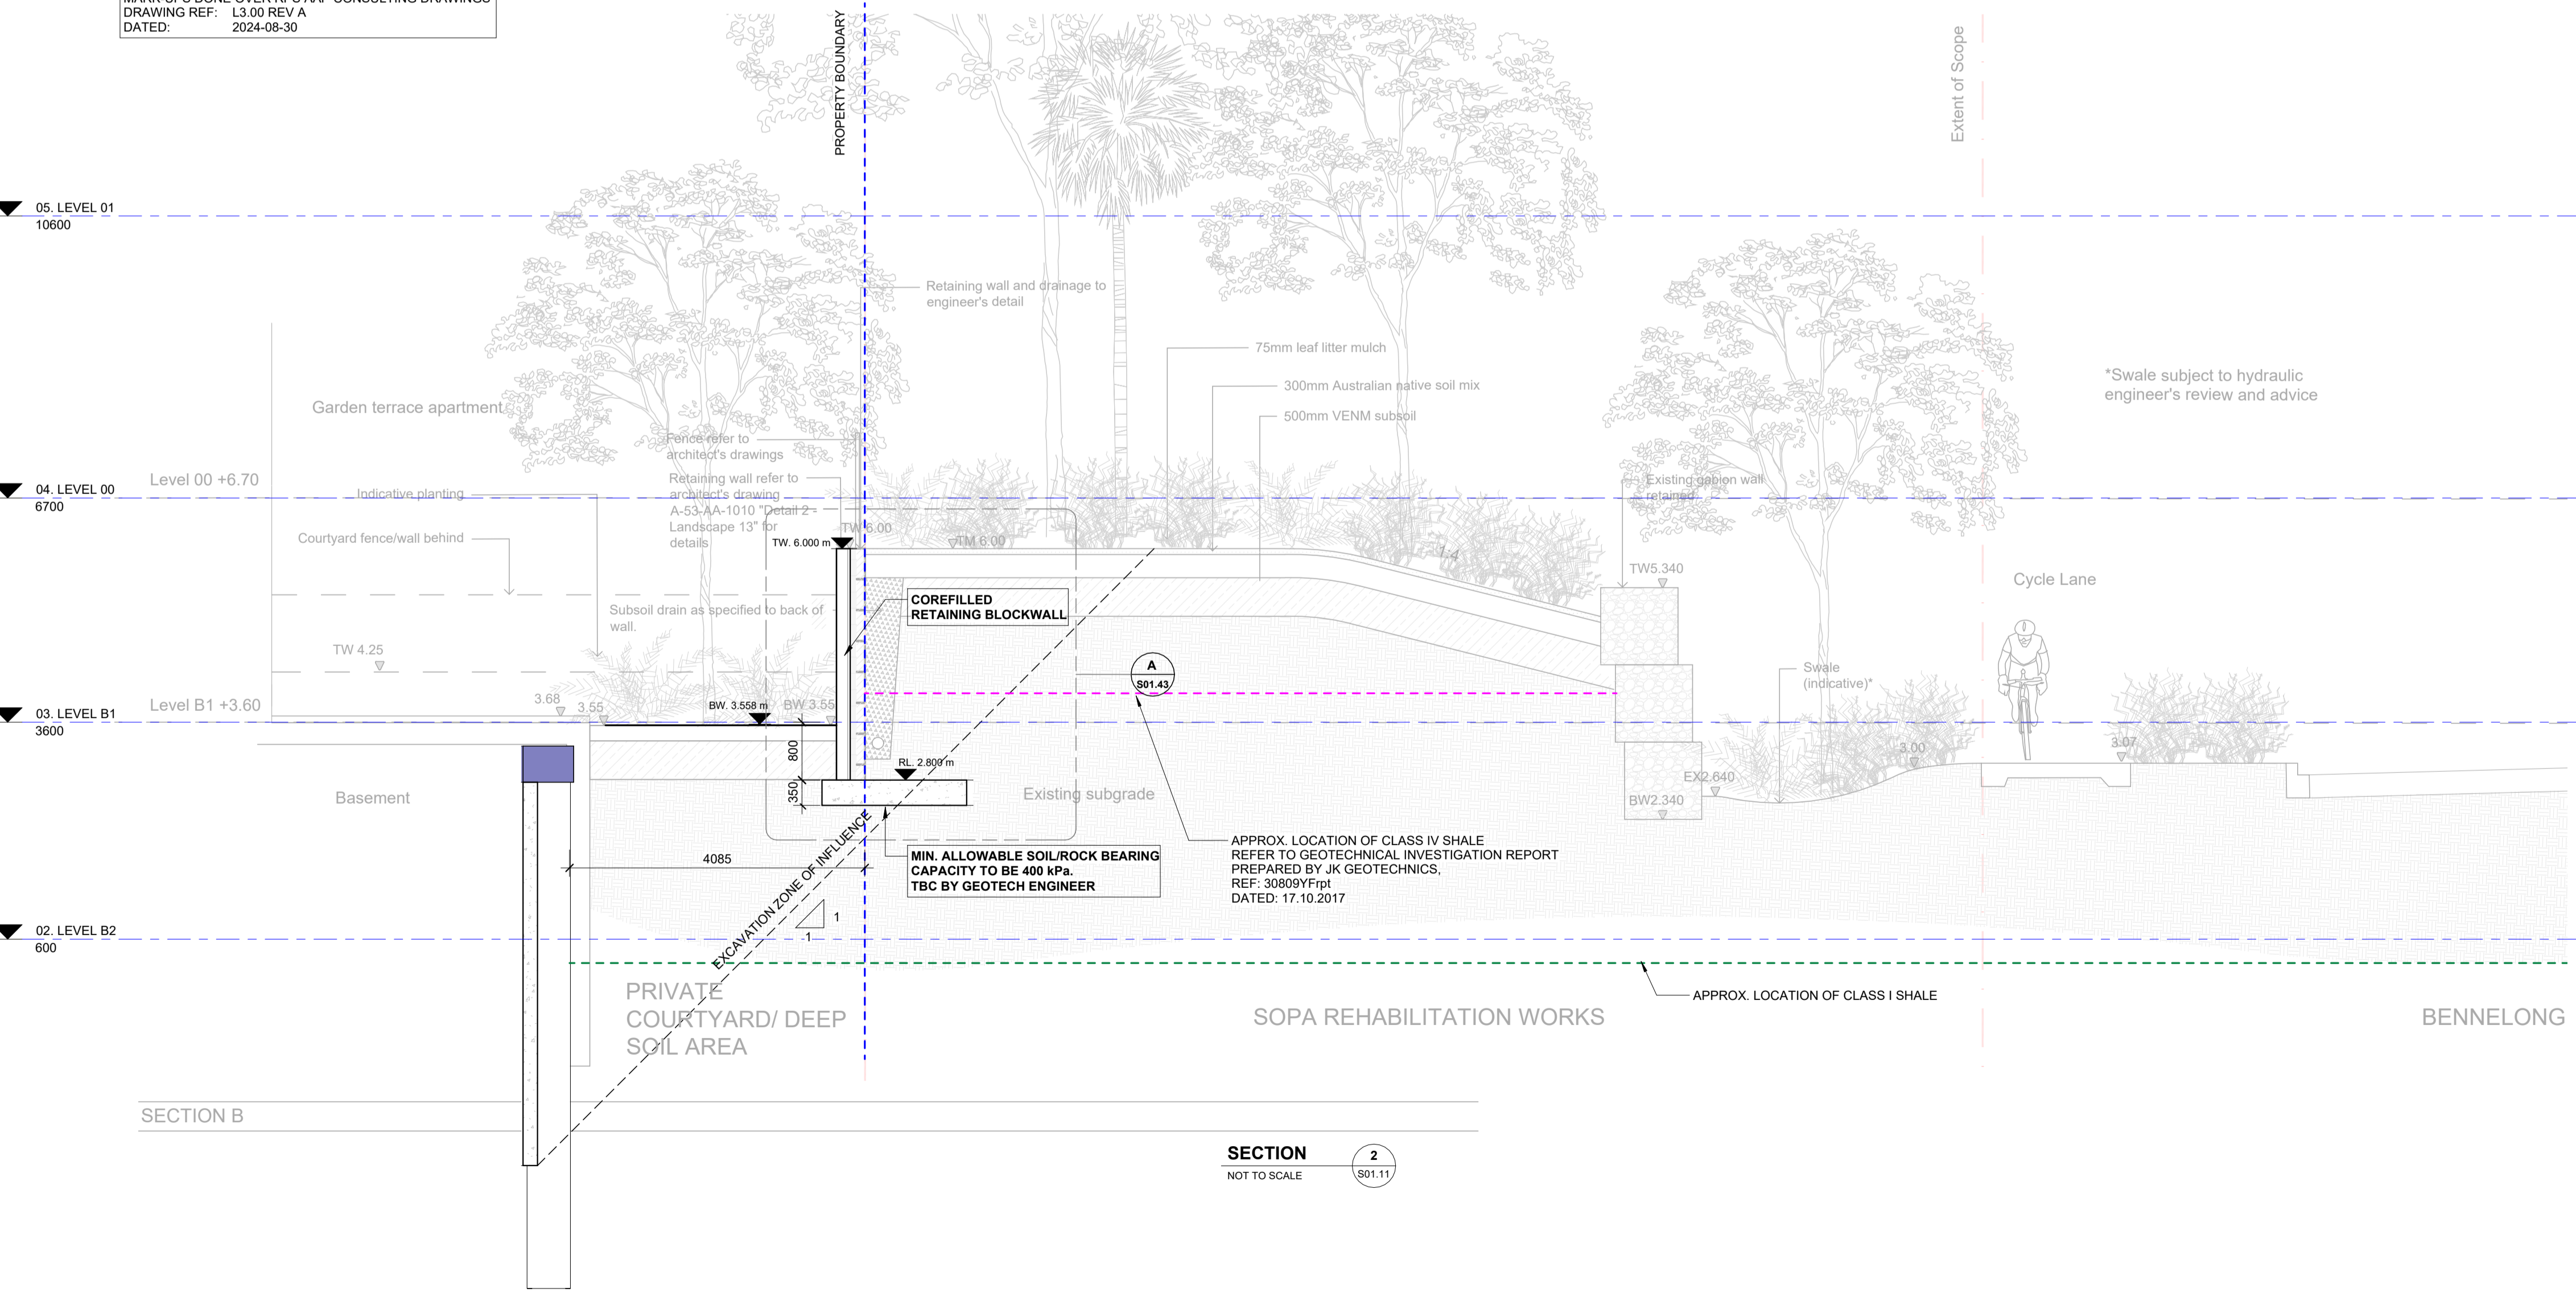 DRAWING REF: L3.00 REV A
DATED: 2024-08-30
PROPERTY BOUNDARY
Extent of Scope
05. LEVEL 01
10600
Retaining wall and drainage to
engineer's detail
75mm leaf litter mulch
300mm Australian native soil mix
500mm VENM subsoil
*Swale subject to hydraulic
engineer's review and advice
Garden terrace apartment
Fence refer to
architect's drawings
Level 00 +6.70
04. LEVEL 00
6700
Indicative planting
Retaining wall refer to
architect's drawing
A-53-AA-1010 "Detail 2 -
Landscape 13" for
details
Existing gabion wall
retained
Courtyard fence/wall behind
TW. 6.000 m
TW 6.00
TM 6.00
1:4
TW5.340
Cycle Lane
COREFILLED
RETAINING BLOCKWALL
Subsoil drain as specified to back of
wall.
TW 4.25
A
S01.43
Swale
(indicative)*
Level B1 +3.60
03. LEVEL B1
3600
3.68
3.55
BW. 3.558 m
BW 3.55
800
3.00
3.07
RL. 2.800 m
350
Basement
Existing subgrade
EX2.640
BW2.340
EXCAVATION ZONE OF INFLUENCE
1
1
4085
MIN. ALLOWABLE SOIL/ROCK BEARING
CAPACITY TO BE 400 kPa.
TBC BY GEOTECH ENGINEER
APPROX. LOCATION OF CLASS IV SHALE
REFER TO GEOTECHNICAL INVESTIGATION REPORT
PREPARED BY JK GEOTECHNICS,
REF: 30809YFrpt
DATED: 17.10.2017
02. LEVEL B2
600
PRIVATE
COURTYARD/ DEEP
SOIL AREA
SOPA REHABILITATION WORKS
APPROX. LOCATION OF CLASS I SHALE
BENNELONG
SECTION B
SECTION
NOT TO SCALE
2
S01.11